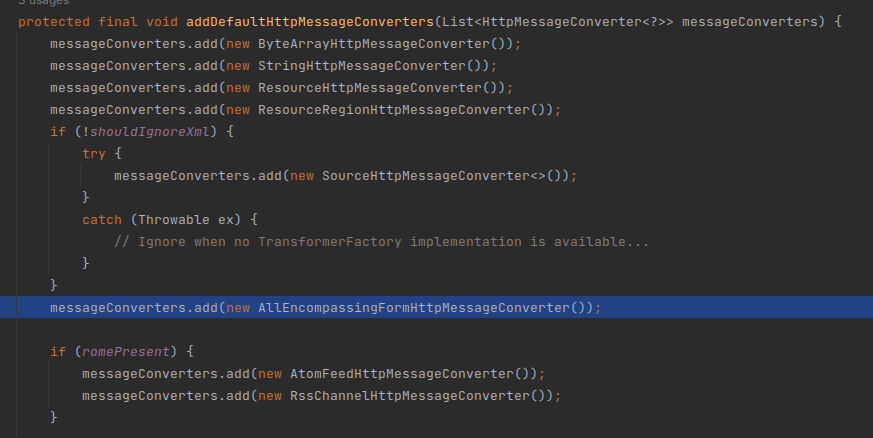 3 usages
protected final void addDefaultHttpMessageConverters(List<HttpMessageConverter<?>> messageConverters) {
messageConverters.add(new ByteArrayHttpMessageConverter());
messageConverters.add(new StringHttpMessageConverter());
messageConverters.add(new ResourceHttpMessageConverter());
messageConverters.add(new ResourceRegionHttpMessageConverter());
if (!shouldIgnoreXml) {
try {
messageConverters.add(new SourceHttpMessageConverter<>());
}
catch (Throwable ex) {
// Ignore when no TransformerFactory implementation is available...
}
}
messageConverters.add(new AllEncompassingFormHttpMessageConverter());
if (romePresent) {
messageConverters.add(new AtomFeedHttpMessageConverter());
messageConverters.add(new RssChannelHttpMessageConverter());
}